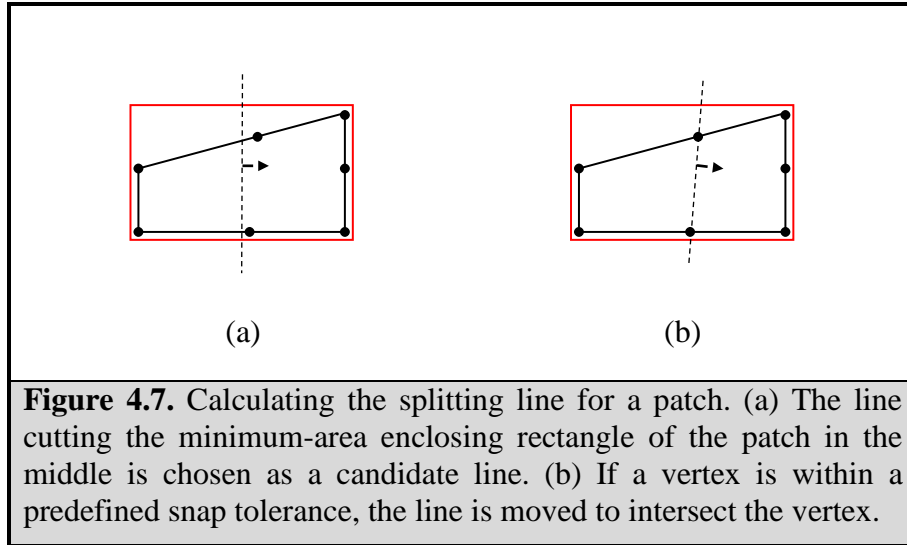 (a) (b)
Figure 4.7. Calculating the splitting line for a patch. (a) The line
cutting the minimum-area enclosing rectangle of the patch in the
middle is chosen as a candidate line. (b) If a vertex is within a
predefined snap tolerance, the line is moved to intersect the vertex.